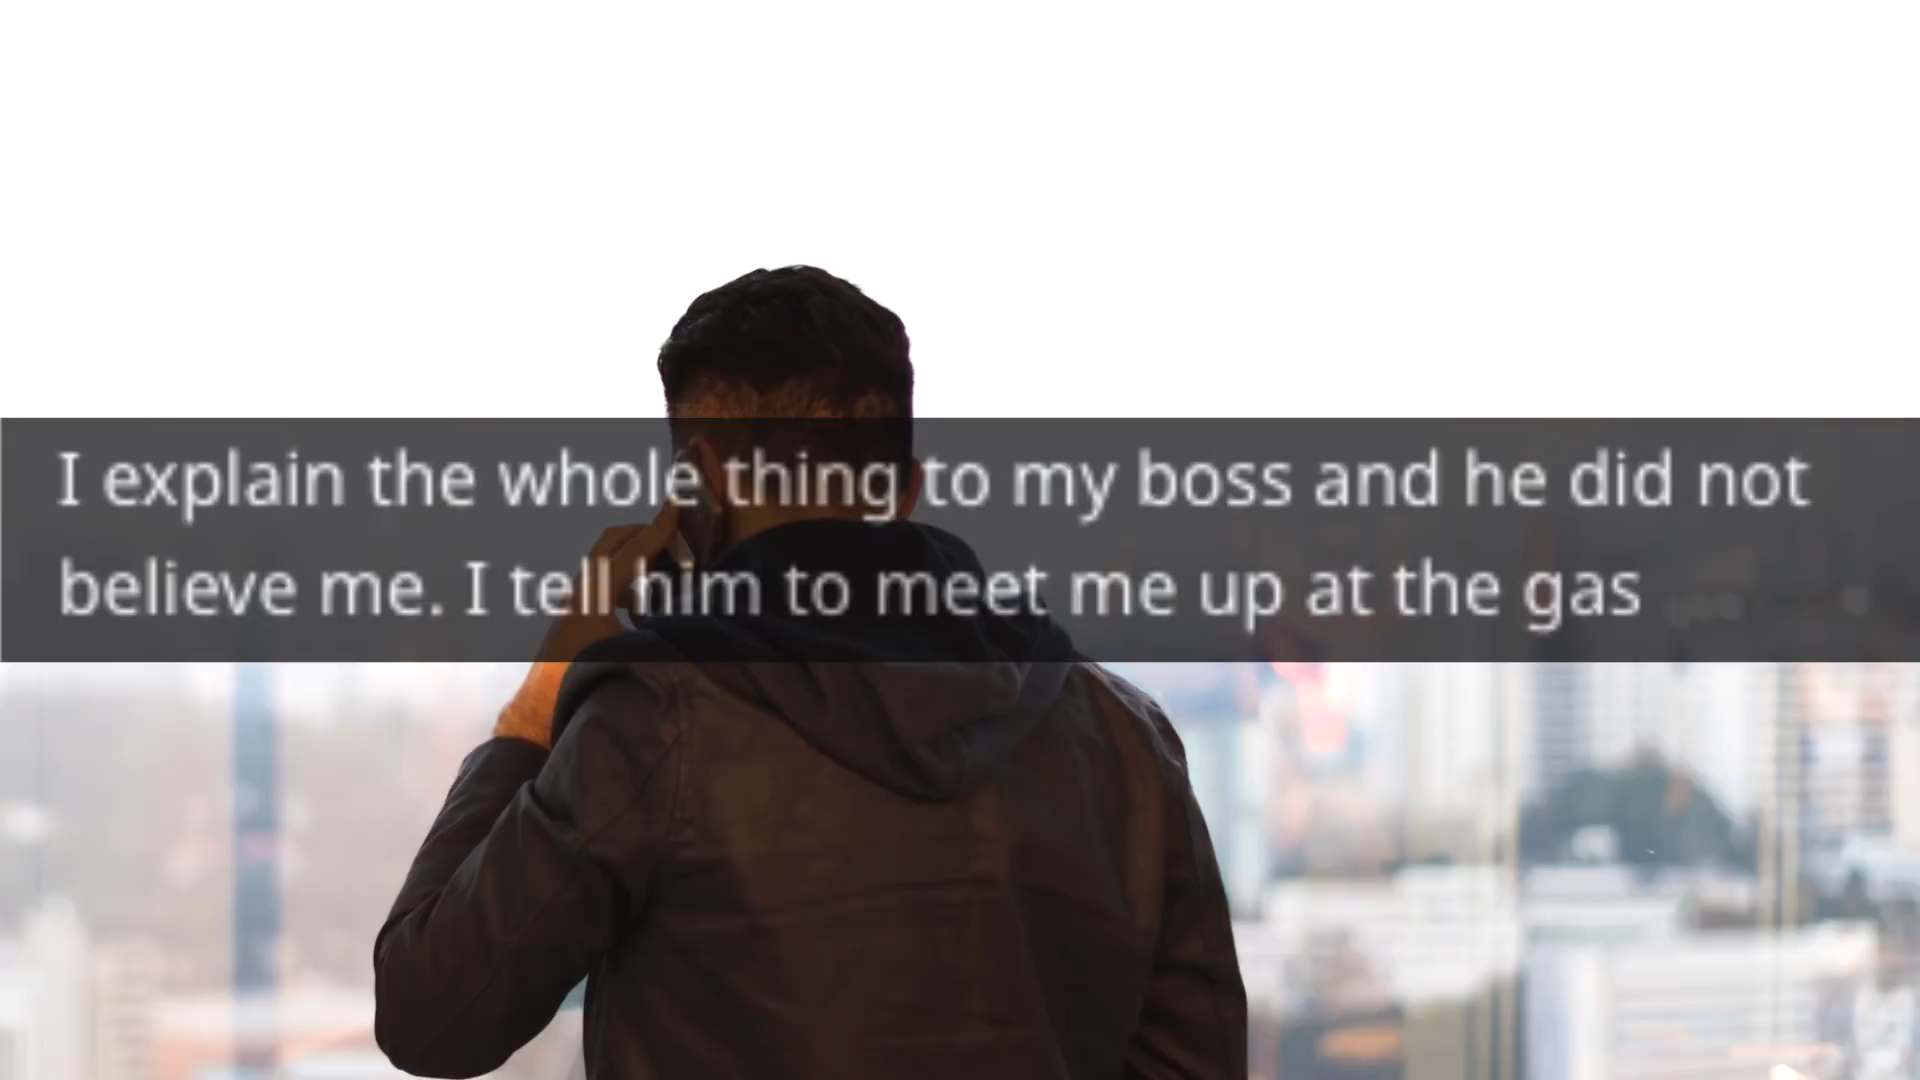 I explain the whole thing to my boss and he did not
believe me. I tell him to meet me up at the gas